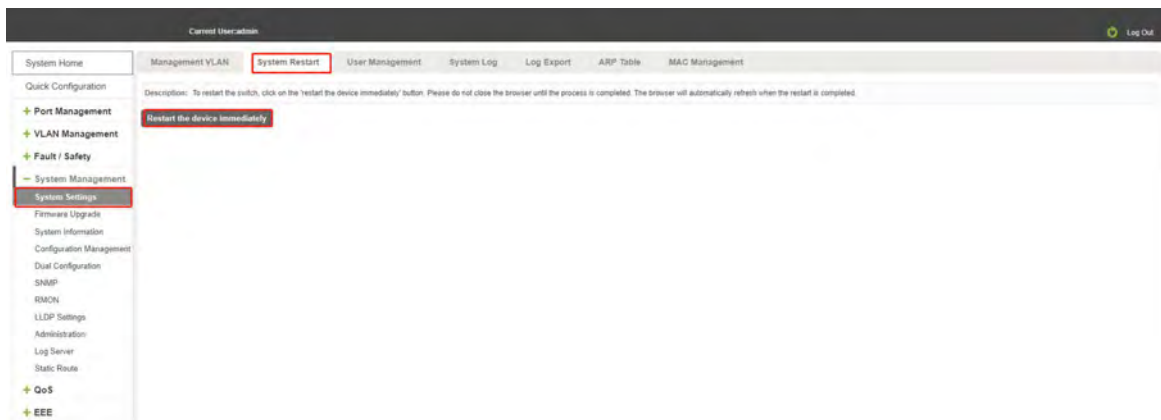 Current User:admin
Log Out
System Home
Quick Configuration
+ Port Management
+ VLAN Management
+ Fault / Safety
− System Management
System Settings
Firmware Upgrade
System Information
Configuration Management
Dual Configuration
SNMP
RMON
LLDP Settings
Administration
Log Server
Static Route
+ QoS
+ EEE
Management VLAN System Restart User Management System Log Log Export ARP Table MAC Management
Description: To restart the switch, click on the 'restart the device immediately' button. Please do not close the browser until the process is completed. The browser will automatically refresh when the restart is completed.
Restart the device immediately